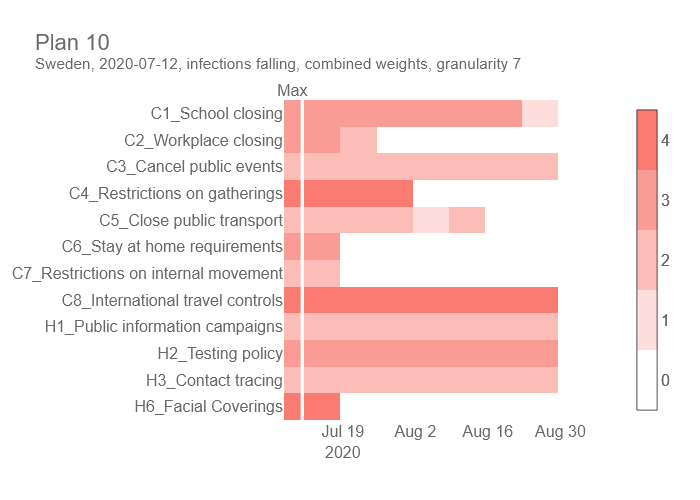 Plan 10
Sweden, 2020-07-12, infections falling, combined weights, granularity 7
Max
C1_School closing
C2_Workplace closing
C3_Cancel public events
C4_Restrictions on gatherings
C5_Close public transport
C6_Stay at home requirements
C7_Restrictions on internal movement
C8_International travel controls
H1_Public information campaigns
H2_Testing policy
H3_Contact tracing
H6_Facial Coverings
Jul 19 Aug 2 Aug 16 Aug 30
2020
4
3
2
1
0